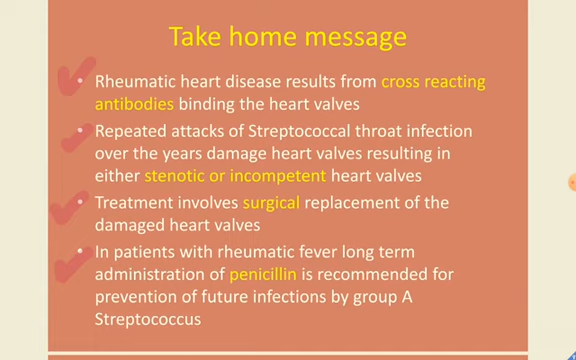 Take home message
• Rheumatic heart disease results from cross reacting
antibodies binding the heart valves
• Repeated attacks of Streptococcal throat infection
over the years damage heart valves resulting in
either stenotic or incompetent heart valves
• Treatment involves surgical replacement of the
damaged heart valves
• In patients with rheumatic fever long term
administration of penicillin is recommended for
prevention of future infections by group A
Streptococcus